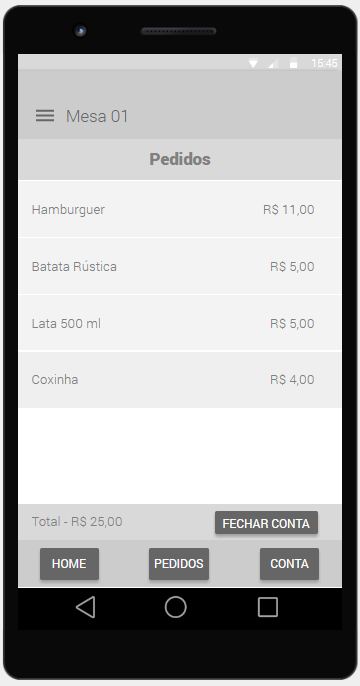 15:45
Mesa 01
Pedidos
Hamburguer R$ 11,00
Batata Rústica R$ 5,00
Lata 500 ml R$ 5,00
Coxinha R$ 4,00
Total - R$ 25,00 FECHAR CONTA
HOME PEDIDOS CONTA